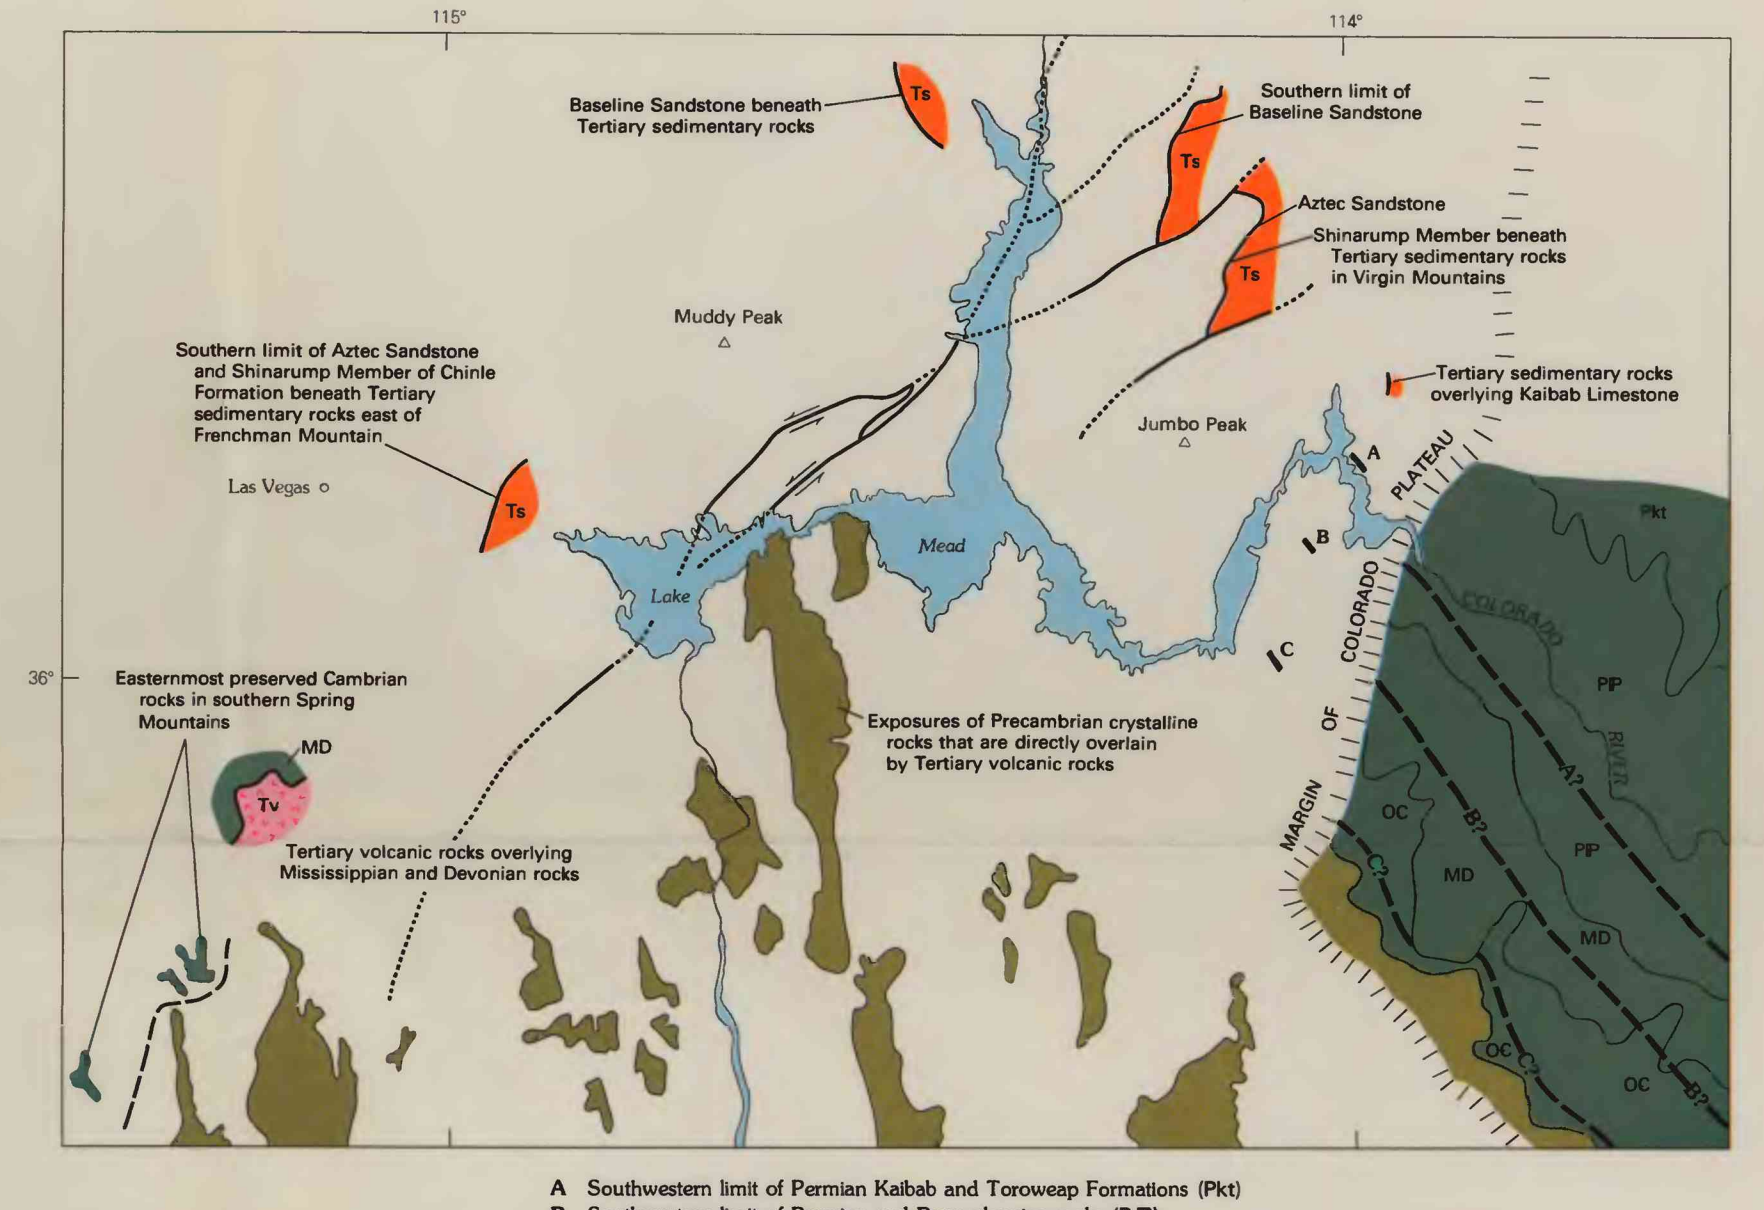 115°
114°
Baseline Sandstone beneath
Tertiary sedimentary rocks
Ts
Southern limit of
Baseline Sandstone
Ts
Aztec Sandstone
Shinarump Member beneath
Tertiary sedimentary rocks
in Virgin Mountains
Ts
Muddy Peak
Southern limit of Aztec Sandstone
and Shinarump Member of Chinle
Formation beneath Tertiary
sedimentary rocks east of
Frenchman Mountain
Tertiary sedimentary rocks
overlying Kaibab Limestone
Jumbo Peak
Las Vegas
Ts
A
B
C
Lake
Mead
MARGIN OF COLORADO PLATEAU
Pkt
COLORADO
RIVER
PIP
36°
Easternmost preserved Cambrian
rocks in southern Spring
Mountains
MD
Tv
Exposures of Precambrian crystalline
rocks that are directly overlain
by Tertiary volcanic rocks
Tertiary volcanic rocks overlying
Mississippian and Devonian rocks
A?
B?
C?
OC
MD
PIP
MD
O€
C?
O€
B?
A Southwestern limit of Permian Kaibab and Toroweap Formations (Pkt)